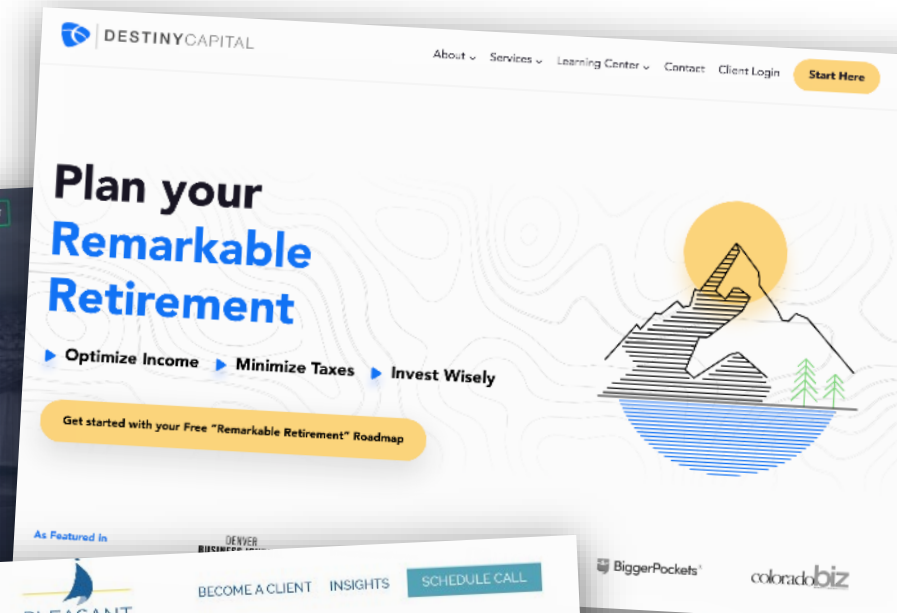 DESTINYCAPITAL
About Services Learning Center Contact Client Login Start Here
Plan your
Remarkable
Retirement
Optimize Income Minimize Taxes Invest Wisely
Get started with your Free “Remarkable Retirement” Roadmap
As Featured In
DENVER
BiggerPockets
coloradobiz
BECOME A CLIENT INSIGHTS SCHEDULE CALL
PLEASANT